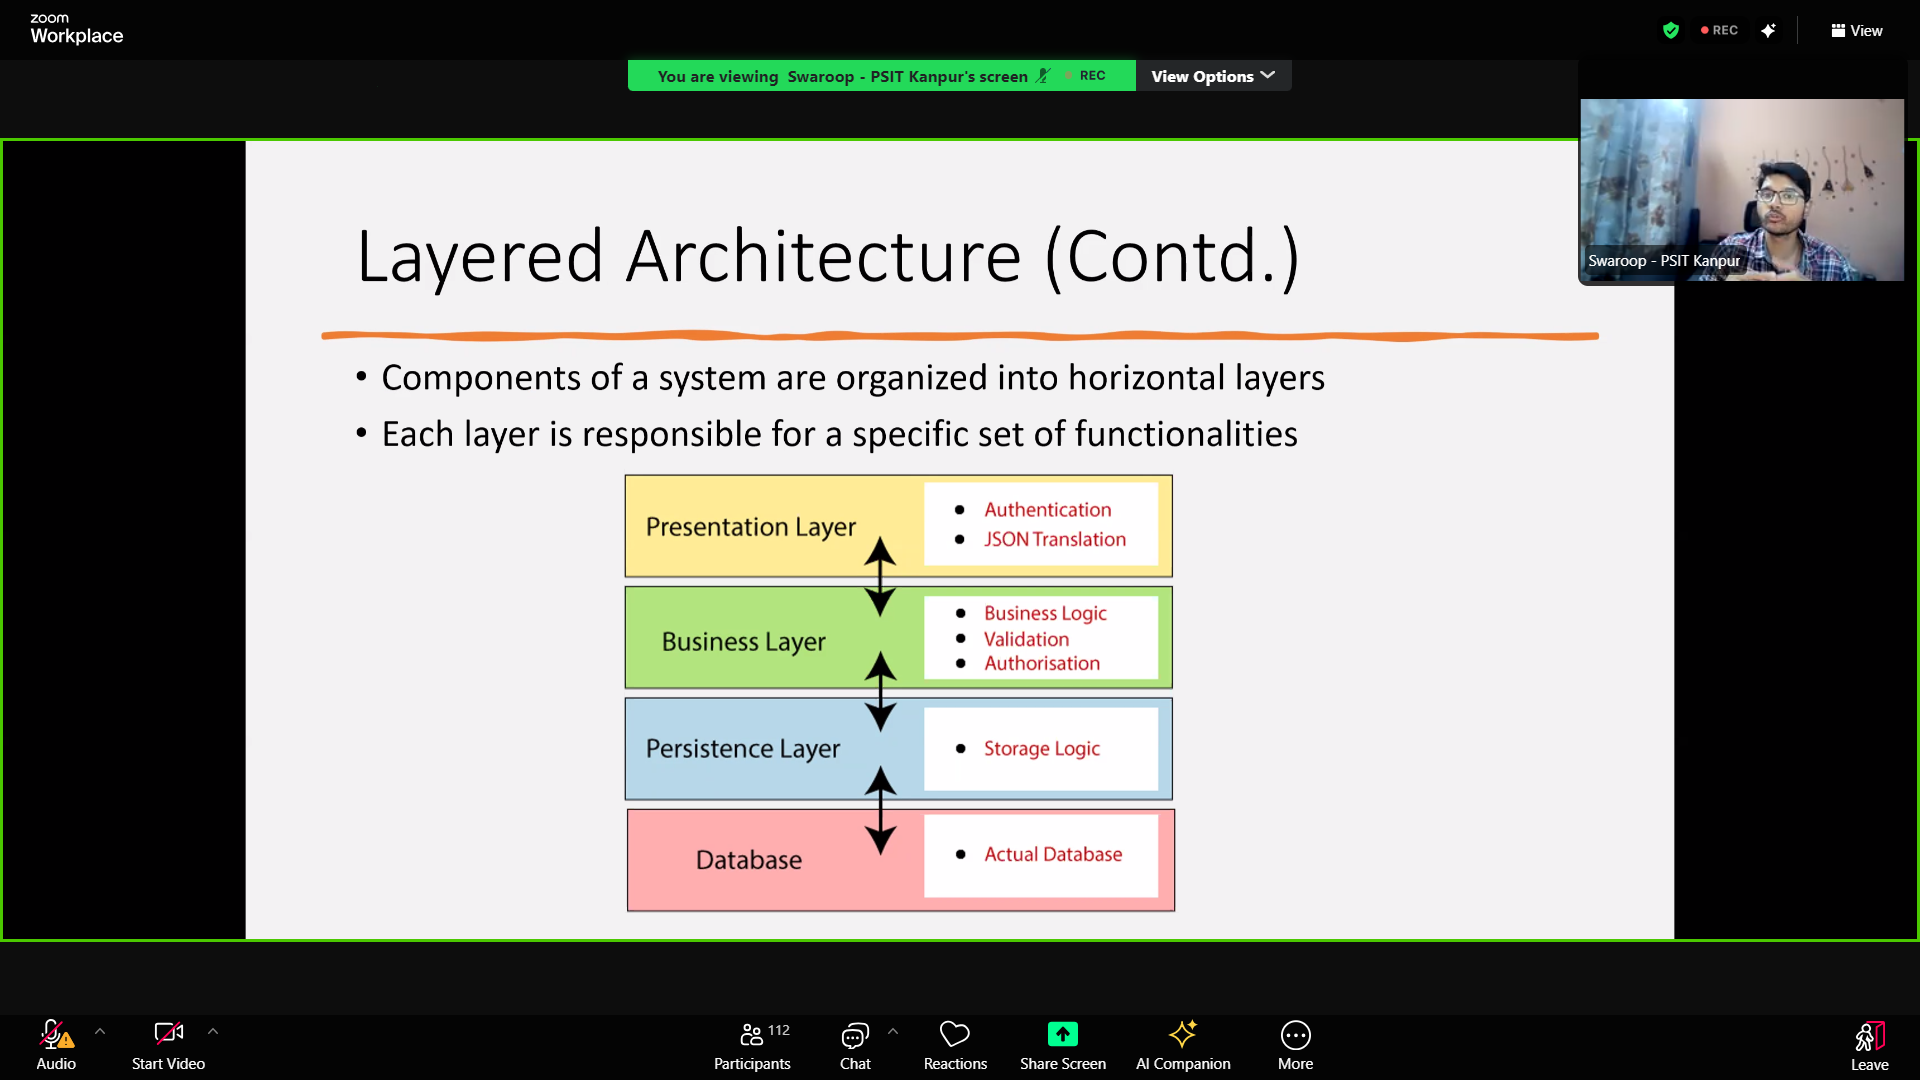 zoom
Workplace
REC
View
You are viewing Swaroop - PSIT Kanpur's screen REC
View Options
Swaroop - PSIT Kanpur
Layered Architecture (Contd.)
• Components of a system are organized into horizontal layers
• Each layer is responsible for a specific set of functionalities
Presentation Layer
• Authentication
• JSON Translation
Business Layer
• Business Logic
• Validation
• Authorisation
Persistence Layer
• Storage Logic
Database
• Actual Database
Audio
Start Video
Participants 112
Chat
Reactions
Share Screen
AI Companion
More
Leave